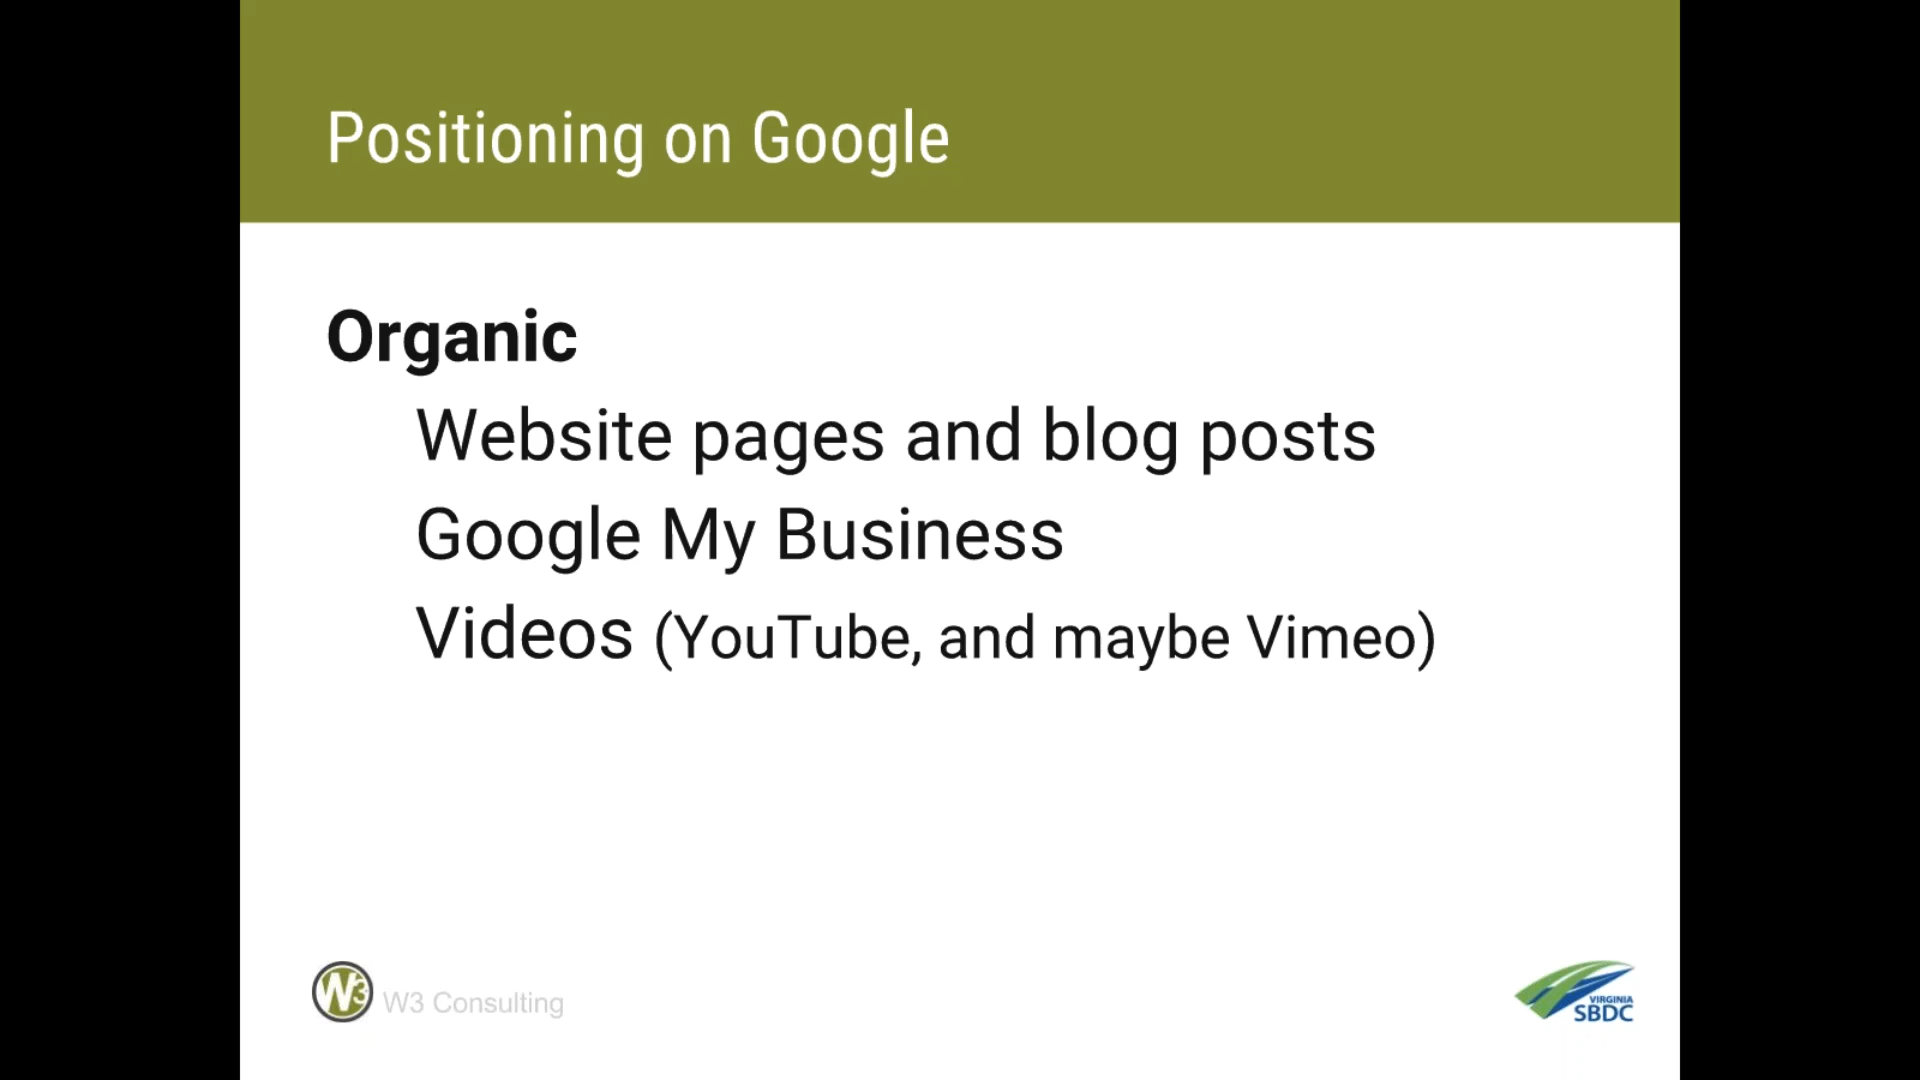 Positioning on Google
Organic
Website pages and blog posts
Google My Business
Videos (YouTube, and maybe Vimeo)
W3 W3 Consulting
VIRGINIA
SBDC